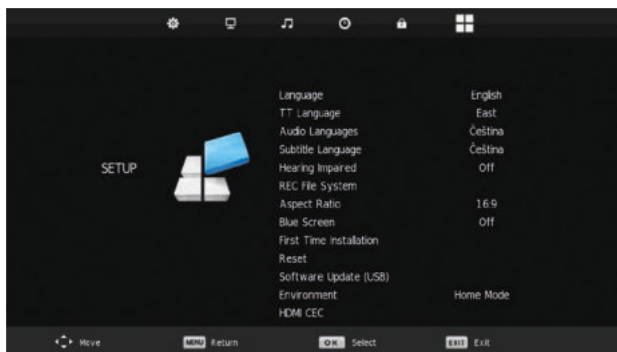 SETUP
Language English
TT Language East
Audio Languages Čeština
Subtitle Language Čeština
Hearing Impaired Off
REC File System
Aspect Ratio 16:9
Blue Screen Off
First Time Installation
Reset
Software Update (USB)
Environment Home Mode
HDMI CEC
Move MENU Return OK Select EXIT Exit